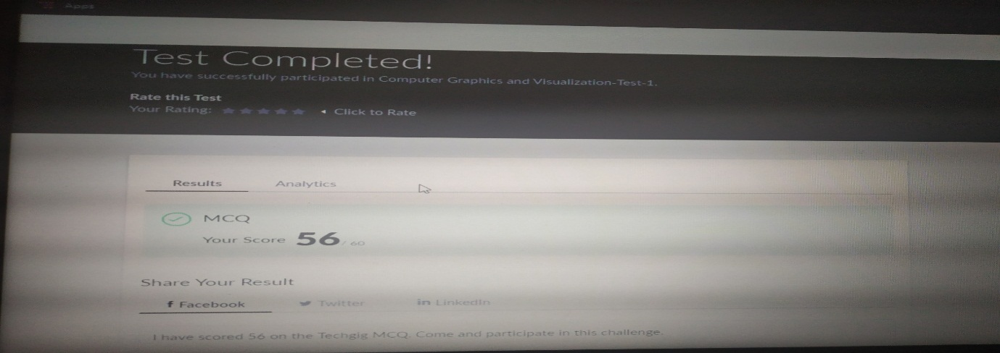 Apps
Test Completed!
You have successfully participated in Computer Graphics and Visualization-Test-1.
Rate this Test
Your Rating: ★★★★★ ◂ Click to Rate
Results Analytics
MCQ
Your Score 56 / 60
Share Your Result
f Facebook Twitter in LinkedIn
I have scored 56 on the Techgig MCQ. Come and participate in this challenge.